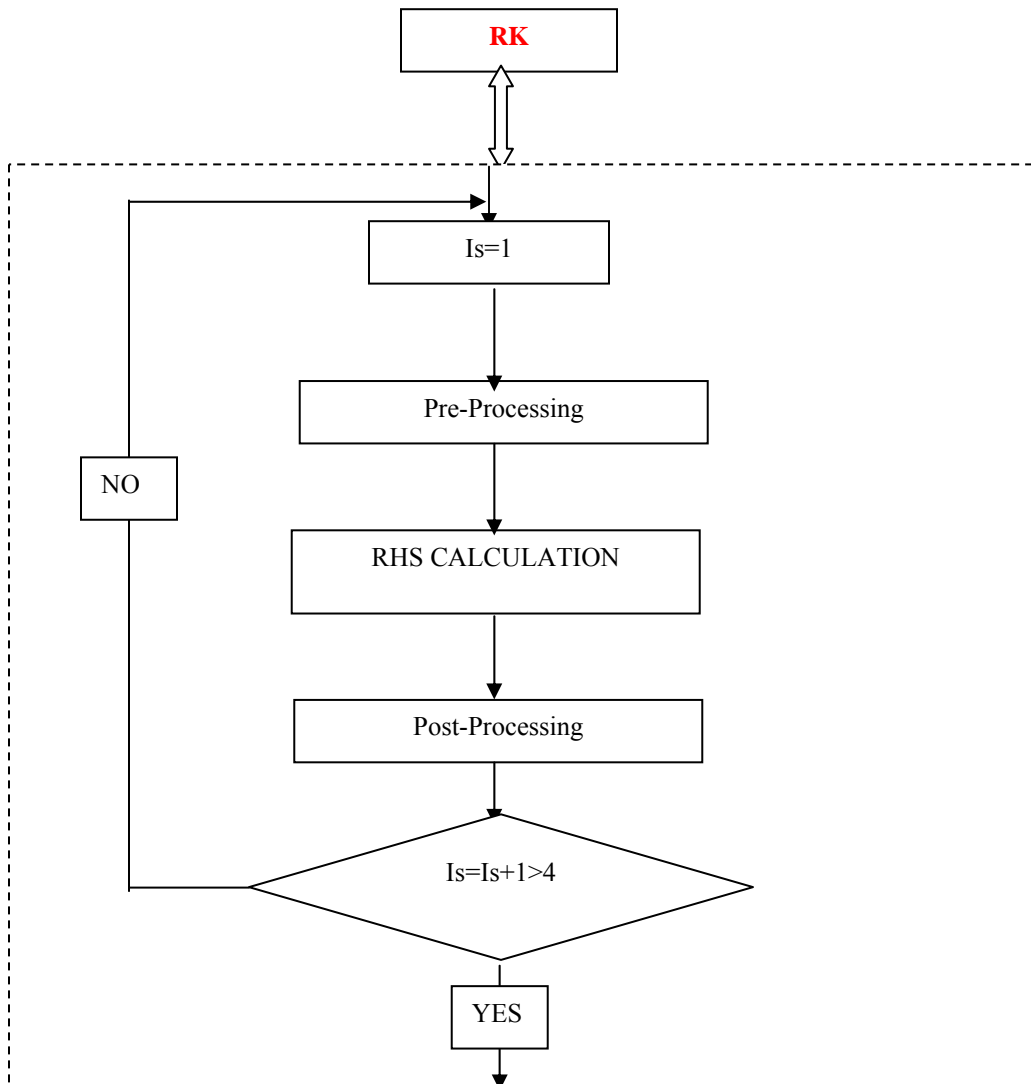 RK
Is=1
Pre-Processing
NO
RHS CALCULATION
Post-Processing
Is=Is+1>4
YES